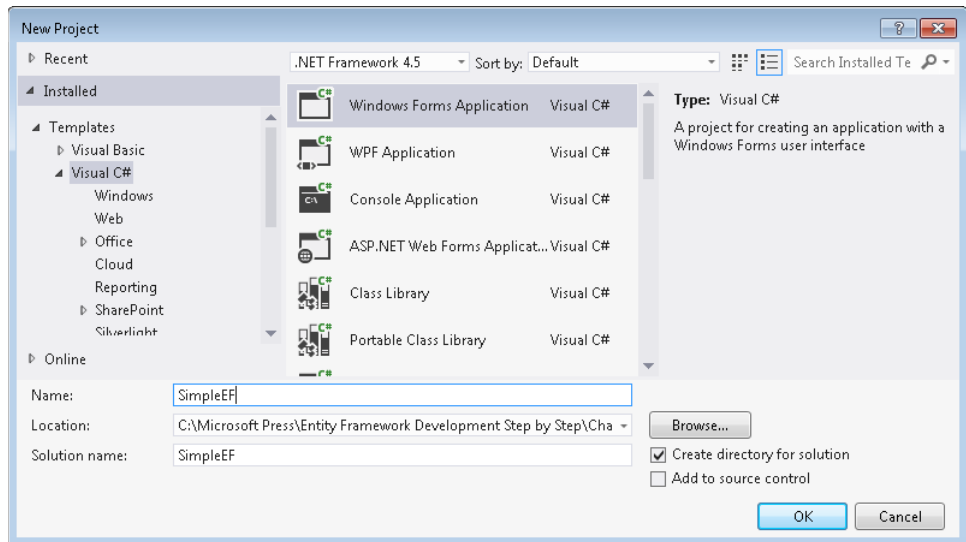 New Project
Recent
.NET Framework 4.5 Sort by: Default Search Installed Te
Installed
Templates
Visual Basic
Visual C#
Windows
Web
Office
Cloud
Reporting
SharePoint
Silverlight
Online
Windows Forms Application Visual C#
WPF Application Visual C#
Console Application Visual C#
ASP.NET Web Forms Applicat... Visual C#
Class Library Visual C#
Portable Class Library Visual C#
Type: Visual C#
A project for creating an application with a
Windows Forms user interface
Name: SimpleEF
Location: C:\Microsoft Press\Entity Framework Development Step by Step\Cha
Browse...
Solution name: SimpleEF
Create directory for solution
Add to source control
OK Cancel